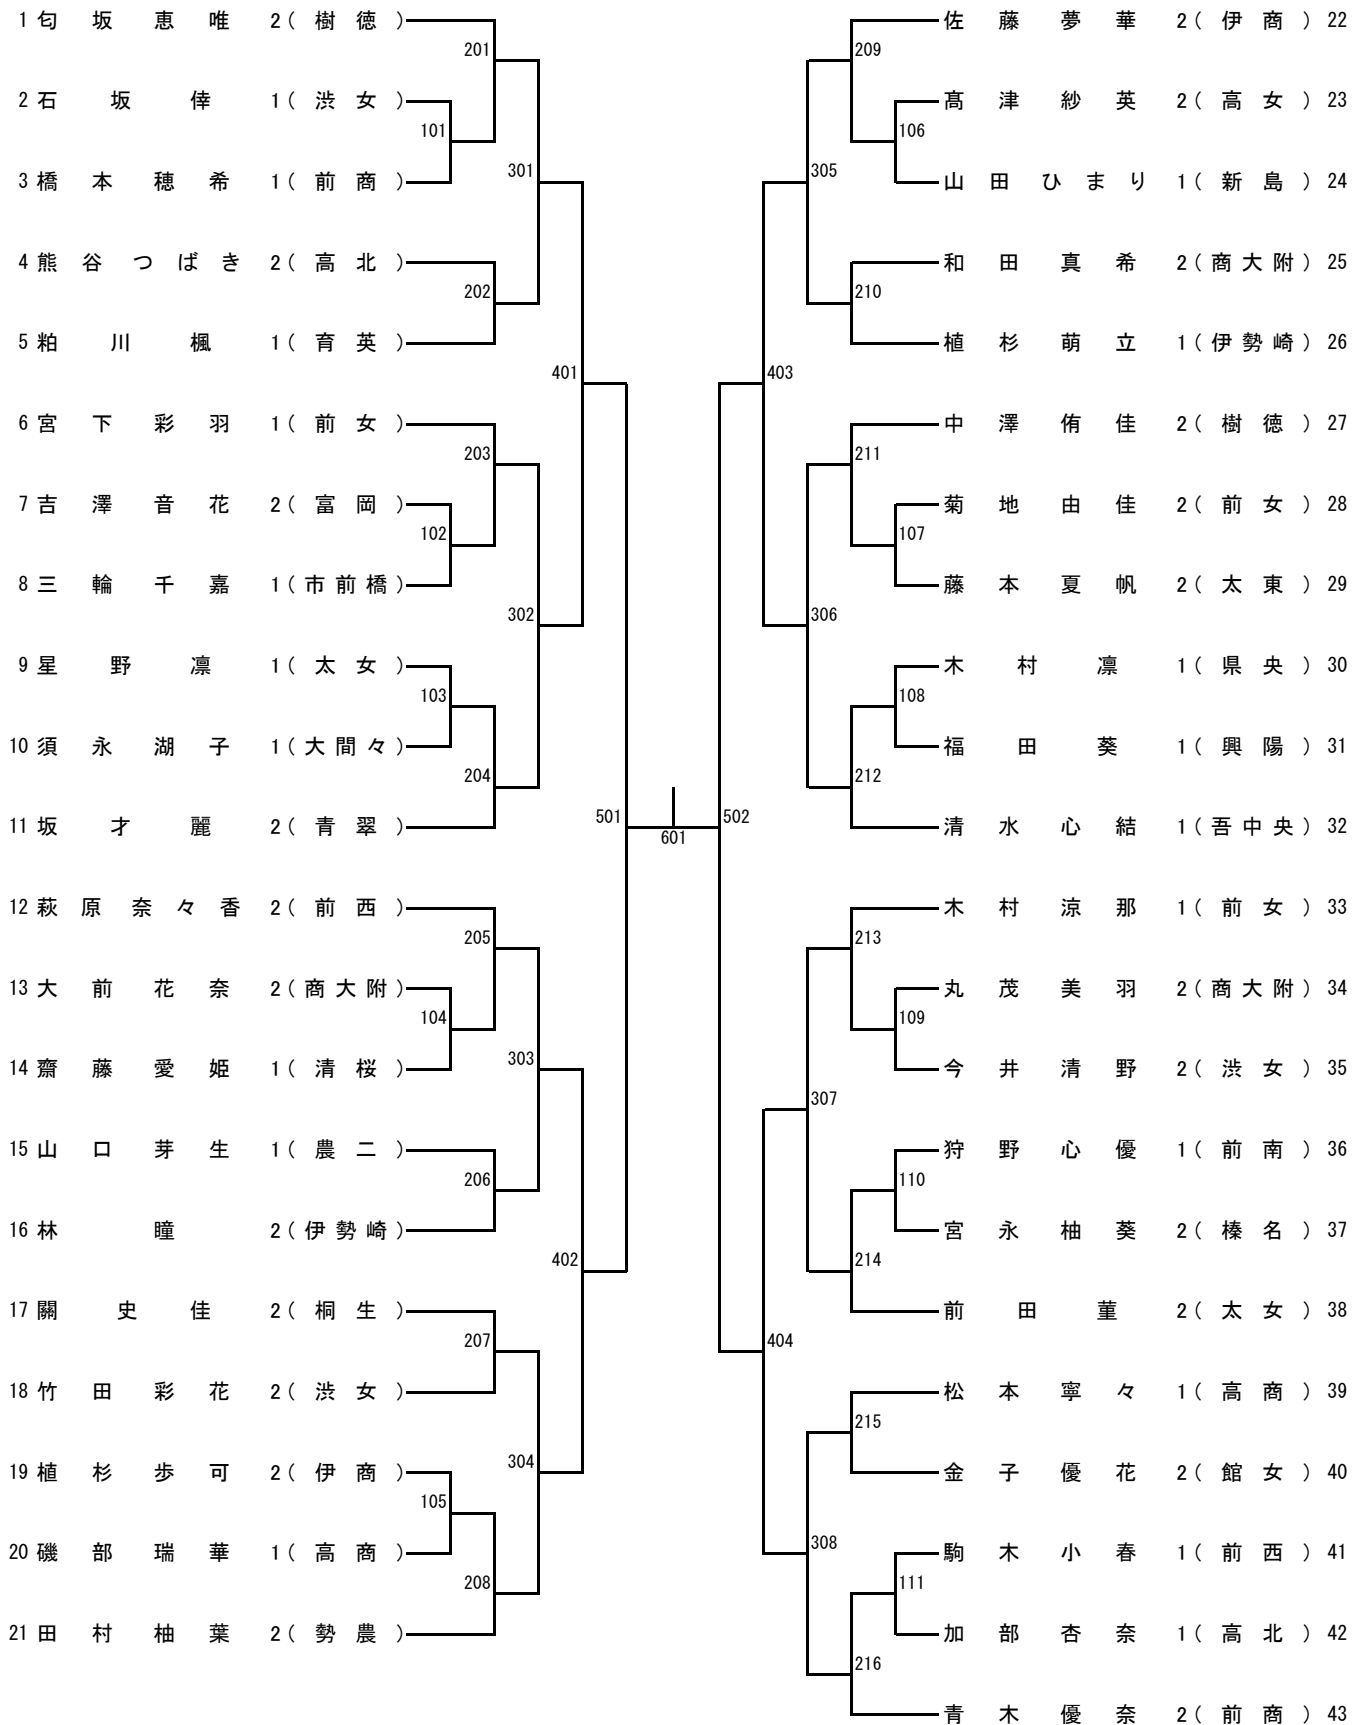 1 匂坂恵唯 2(樹徳)
201
2 石坂倖 1(渋女)
101
3 橋本穂希 1(前商)
301
4 熊谷つばき 2(高北)
202
5 粕川楓 1(育英)
401
6 宮下彩羽 1(前女)
203
7 吉澤音花 2(富岡)
102
8 三輪千嘉 1(市前橋)
302
9 星野凛 1(太女)
103
10 須永湖子 1(大間々)
204
11 坂才麗 2(青翠)
501
12 萩原奈々香 2(前西)
205
13 大前花奈 2(商大附)
104
14 齋藤愛姫 1(清桜)
303
15 山口芽生 1(農二)
206
16 林瞳 2(伊勢崎)
402
17 關史佳 2(桐生)
207
18 竹田彩花 2(渋女)
304
19 植杉歩可 2(伊商)
105
20 磯部瑞華 1(高商)
208
21 田村柚葉 2(勢農)
601
佐藤夢華 2(伊商) 22
209
髙津紗英 2(高女) 23
106
山田ひまり 1(新島) 24
305
和田真希 2(商大附) 25
210
植杉萌立 1(伊勢崎) 26
403
中澤侑佳 2(樹徳) 27
211
菊地由佳 2(前女) 28
107
藤本夏帆 2(太東) 29
306
木村凛 1(県央) 30
108
福田葵 1(興陽) 31
212
清水心結 1(吾中央) 32
502
木村涼那 1(前女) 33
213
丸茂美羽 2(商大附) 34
109
今井清野 2(渋女) 35
307
狩野心優 1(前南) 36
110
宮永柚葵 2(榛名) 37
214
前田菫 2(太女) 38
404
松本寧々 1(高商) 39
215
金子優花 2(館女) 40
308
駒木小春 1(前西) 41
111
加部杏奈 1(高北) 42
216
青木優奈 2(前商) 43